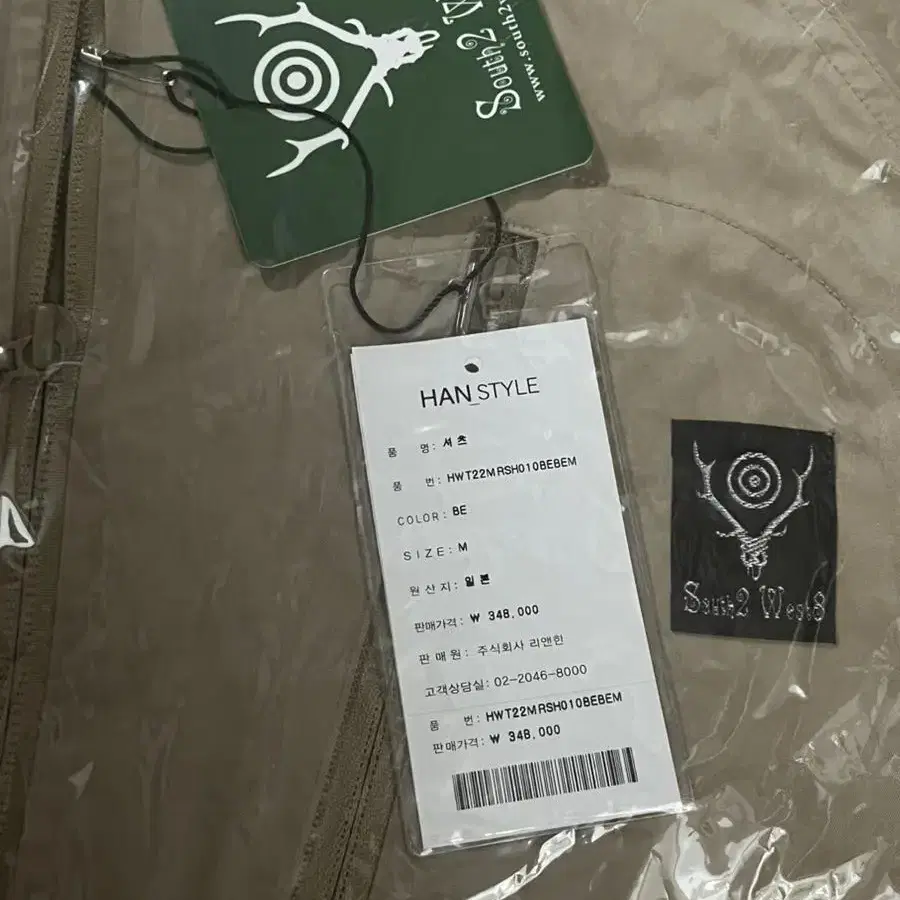 South2 W
www.south2
HAN_STYLE
품 명: 셔츠
품 번: HWT22MRSH010BEBEM
COLOR: BE
SIZE: M
원산지: 일본
판매가격: ₩ 348,000
판매원: 주식회사 리앤한
고객상담실: 02-2046-8000
품 번: HWT22MRSH010BEBEM
판매가격: ₩ 348,000
South2 West8